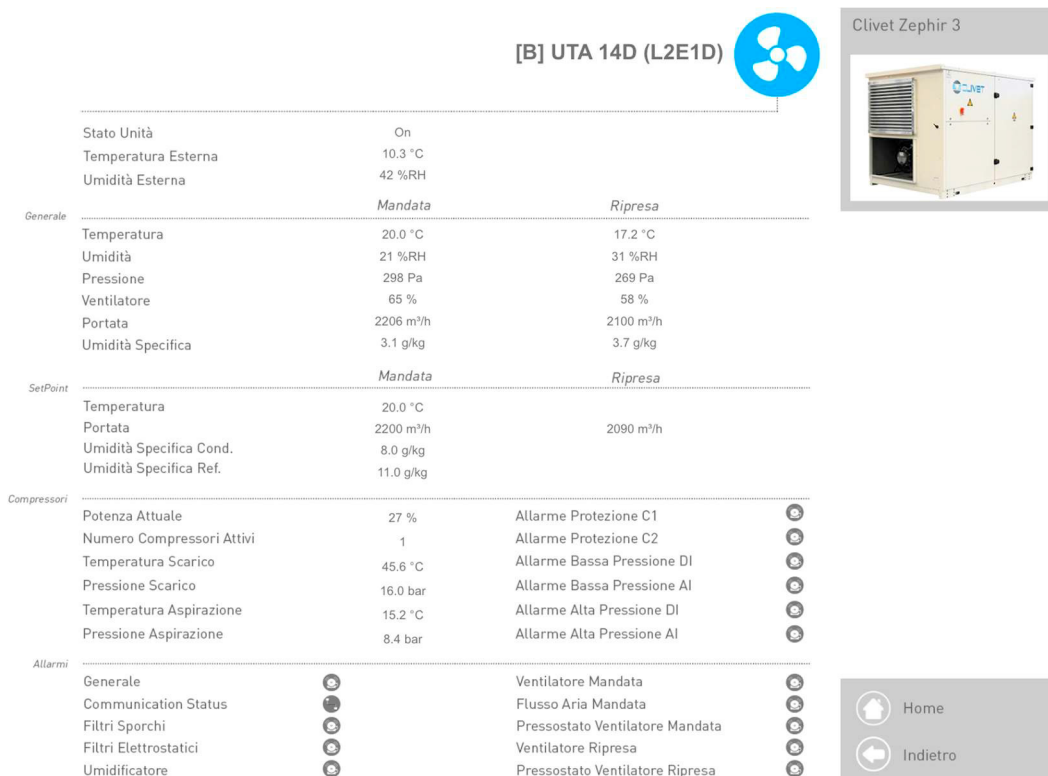 Clivet Zephir 3
[B] UTA 14D (L2E1D)
CLIVET
Stato Unità On
Temperatura Esterna 10.3 °C
Umidità Esterna 42 %RH
Generale Mandata Ripresa
Temperatura 20.0 °C 17.2 °C
Umidità 21 %RH 31 %RH
Pressione 298 Pa 269 Pa
Ventilatore 65 % 58 %
Portata 2206 m³/h 2100 m³/h
Umidità Specifica 3.1 g/kg 3.7 g/kg
SetPoint Mandata Ripresa
Temperatura 20.0 °C
Portata 2200 m³/h 2090 m³/h
Umidità Specifica Cond. 8.0 g/kg
Umidità Specifica Ref. 11.0 g/kg
Compressori
Potenza Attuale 27 % Allarme Protezione C1
Numero Compressori Attivi 1 Allarme Protezione C2
Temperatura Scarico 45.6 °C Allarme Bassa Pressione DI
Pressione Scarico 16.0 bar Allarme Bassa Pressione AI
Temperatura Aspirazione 15.2 °C Allarme Alta Pressione DI
Pressione Aspirazione 8.4 bar Allarme Alta Pressione AI
Allarmi
Generale Ventilatore Mandata
Communication Status Flusso Aria Mandata
Filtri Sporchi Pressostato Ventilatore Mandata
Filtri Elettrostatici Ventilatore Ripresa
Umidificatore Pressostato Ventilatore Ripresa
Home
Indietro